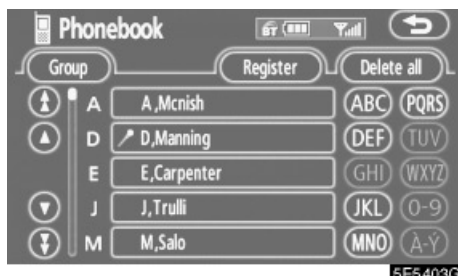 Phonebook BT
Group Register Delete all
A A ,Mcnish ABC PQRS
D D,Manning DEF TUV
E E,Carpenter GHI WXYZ
J J,Trulli JKL 0-9
M M,Salo MNO À-Ý
5E5403G